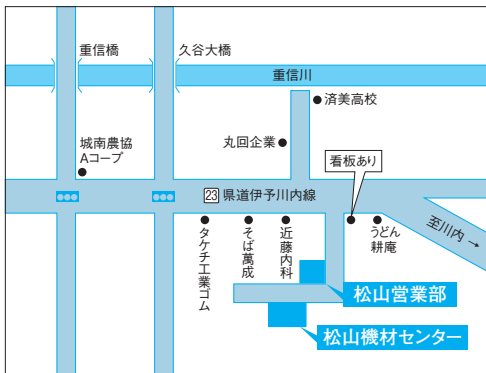 重信橋
久谷大橋
重信川
済美高校
丸回企業
城南農協
Aコープ
看板あり
23 県道伊予川内線
至川内 →
タケチ工業ゴム
そば萬成
近藤内科
うどん
耕庵
松山営業部
松山機材センター